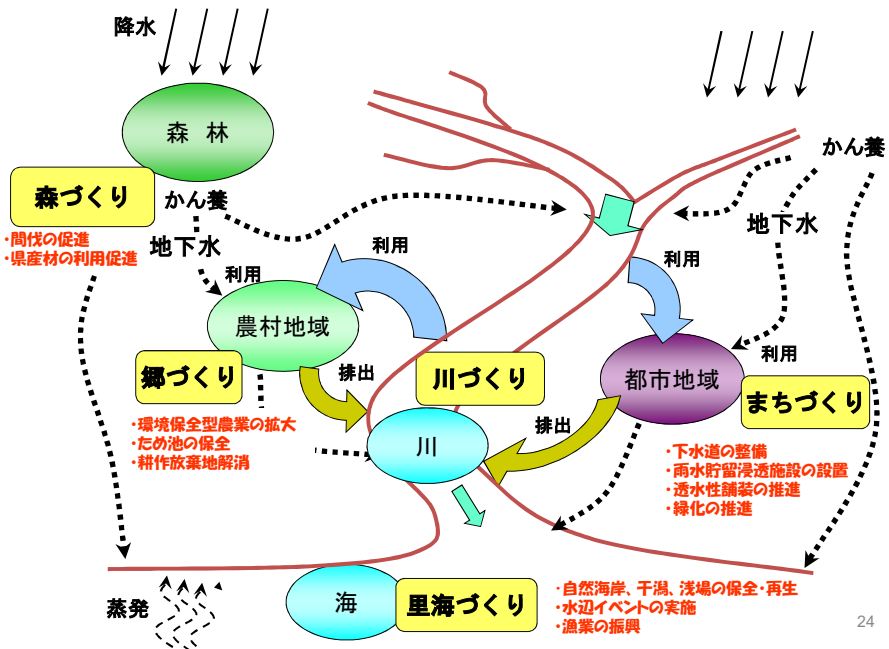 降水
森 林
かん養
森づくり
かん養
・間伐の促進
・県産材の利用促進
地下水
地下水
利用
利用
利用
農村地域
利用
都市地域
郷づくり
排出
川づくり
まちづくり
・環境保全型農業の拡大
・ため池の保全
・耕作放棄地解消
川
排出
・下水道の整備
・雨水貯留浸透施設の設置
・透水性舗装の推進
・緑化の推進
蒸発
海
里海づくり
・自然海岸、干潟、浅場の保全・再生
・水辺イベントの実施
・漁業の振興
24